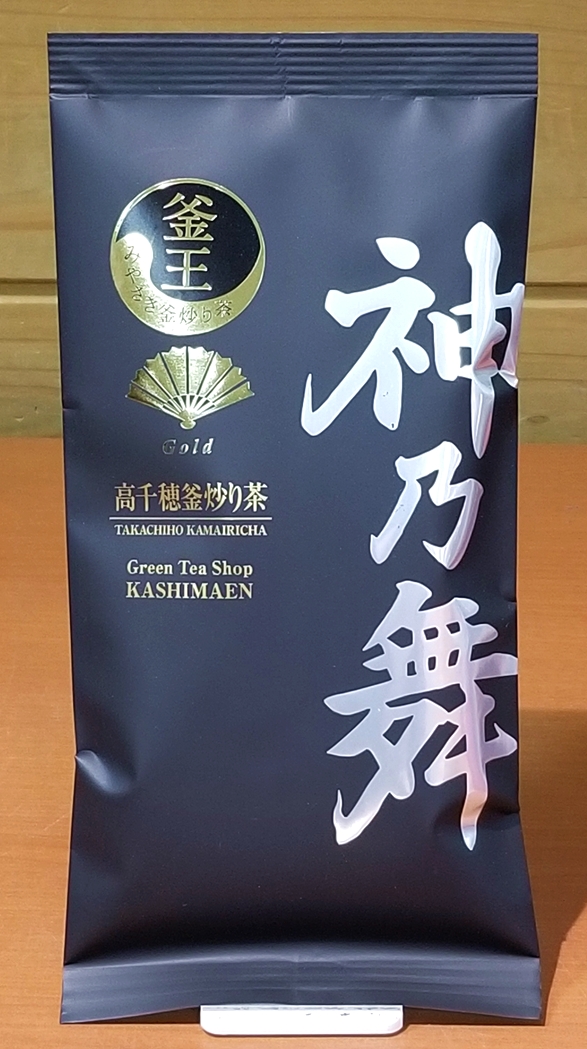 釜王
みやざき釜炒り茶
Gold
高千穂釜炒り茶
TAKACHIHO KAMAIRICHA
Green Tea Shop
KASHIMAEN
神乃舞